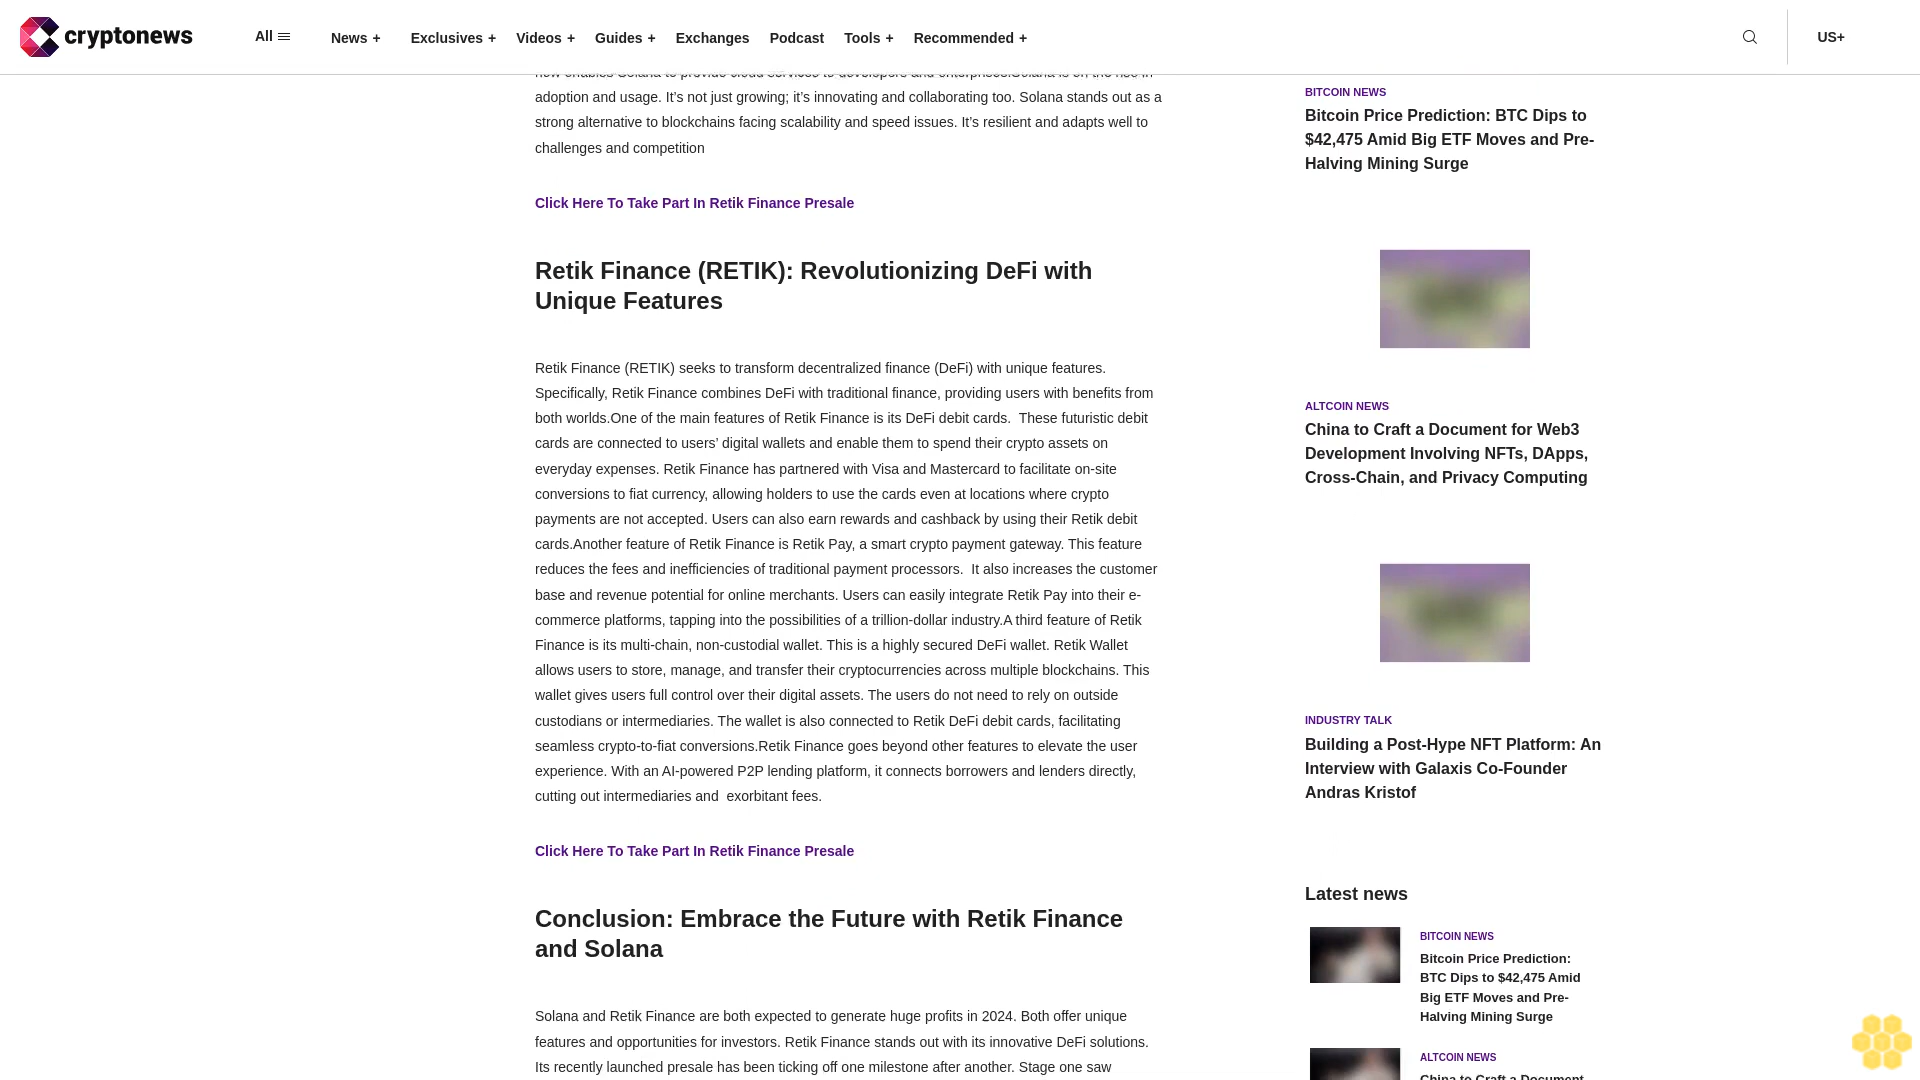 cryptonews
All
News +
Exclusives +
Videos +
Guides +
Exchanges
Podcast
Tools +
Recommended +
US+
adoption and usage. It’s not just growing; it’s innovating and collaborating too. Solana stands out as a
strong alternative to blockchains facing scalability and speed issues. It’s resilient and adapts well to
challenges and competition
Click Here To Take Part In Retik Finance Presale
Retik Finance (RETIK): Revolutionizing DeFi with
Unique Features
Retik Finance (RETIK) seeks to transform decentralized finance (DeFi) with unique features.
Specifically, Retik Finance combines DeFi with traditional finance, providing users with benefits from
both worlds.One of the main features of Retik Finance is its DeFi debit cards.  These futuristic debit
cards are connected to users’ digital wallets and enable them to spend their crypto assets on
everyday expenses. Retik Finance has partnered with Visa and Mastercard to facilitate on-site
conversions to fiat currency, allowing holders to use the cards even at locations where crypto
payments are not accepted. Users can also earn rewards and cashback by using their Retik debit
cards.Another feature of Retik Finance is Retik Pay, a smart crypto payment gateway. This feature
reduces the fees and inefficiencies of traditional payment processors.  It also increases the customer
base and revenue potential for online merchants. Users can easily integrate Retik Pay into their e-
commerce platforms, tapping into the possibilities of a trillion-dollar industry.A third feature of Retik
Finance is its multi-chain, non-custodial wallet. This is a highly secured DeFi wallet. Retik Wallet
allows users to store, manage, and transfer their cryptocurrencies across multiple blockchains. This
wallet gives users full control over their digital assets. The users do not need to rely on outside
custodians or intermediaries. The wallet is also connected to Retik DeFi debit cards, facilitating
seamless crypto-to-fiat conversions.Retik Finance goes beyond other features to elevate the user
experience. With an AI-powered P2P lending platform, it connects borrowers and lenders directly,
cutting out intermediaries and  exorbitant fees.
Click Here To Take Part In Retik Finance Presale
Conclusion: Embrace the Future with Retik Finance
and Solana
Solana and Retik Finance are both expected to generate huge profits in 2024. Both offer unique
features and opportunities for investors. Retik Finance stands out with its innovative DeFi solutions.
Its recently launched presale has been ticking off one milestone after another. Stage one saw
BITCOIN NEWS
Bitcoin Price Prediction: BTC Dips to
$42,475 Amid Big ETF Moves and Pre-
Halving Mining Surge
ALTCOIN NEWS
China to Craft a Document for Web3
Development Involving NFTs, DApps,
Cross-Chain, and Privacy Computing
INDUSTRY TALK
Building a Post-Hype NFT Platform: An
Interview with Galaxis Co-Founder
Andras Kristof
Latest news
BITCOIN NEWS
Bitcoin Price Prediction:
BTC Dips to $42,475 Amid
Big ETF Moves and Pre-
Halving Mining Surge
ALTCOIN NEWS
China to Craft a Document